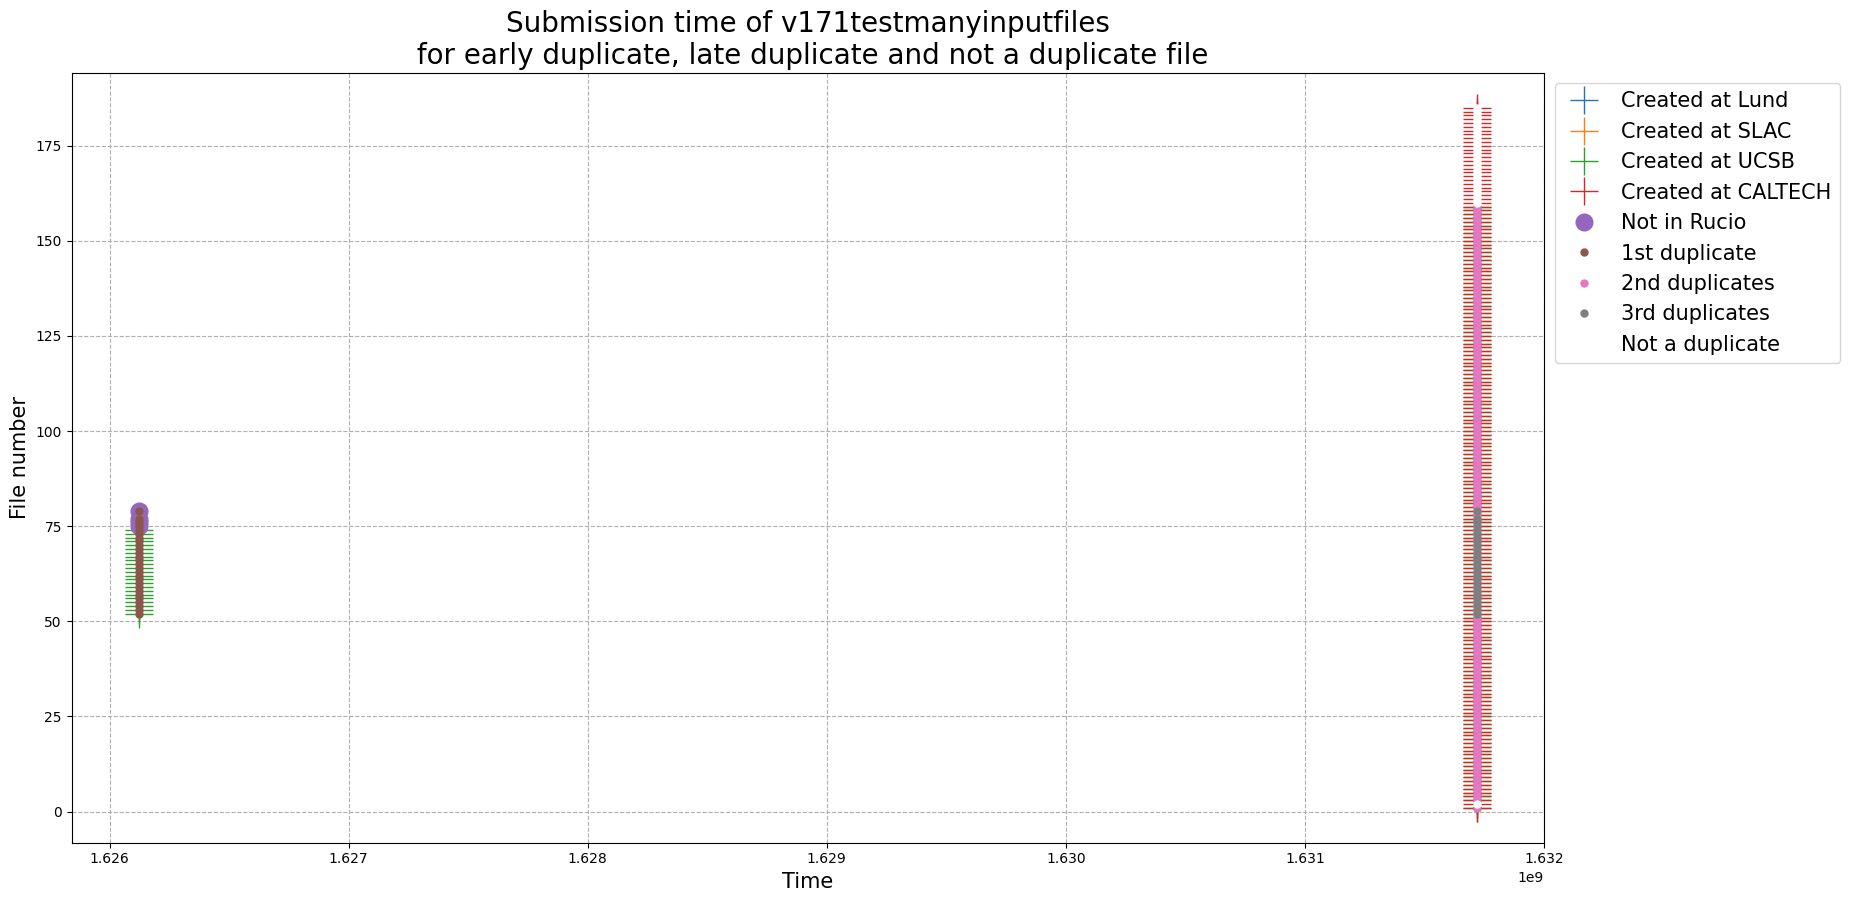 Submission time of v171testmanyinputfiles
for early duplicate, late duplicate and not a duplicate file
Created at Lund
Created at SLAC
Created at UCSB
Created at CALTECH
Not in Rucio
1st duplicate
2nd duplicates
3rd duplicates
Not a duplicate
File number
175
150
125
100
75
50
25
0
1.626 1.627 1.628 1.629 1.630 1.631 1.632
1e9
Time